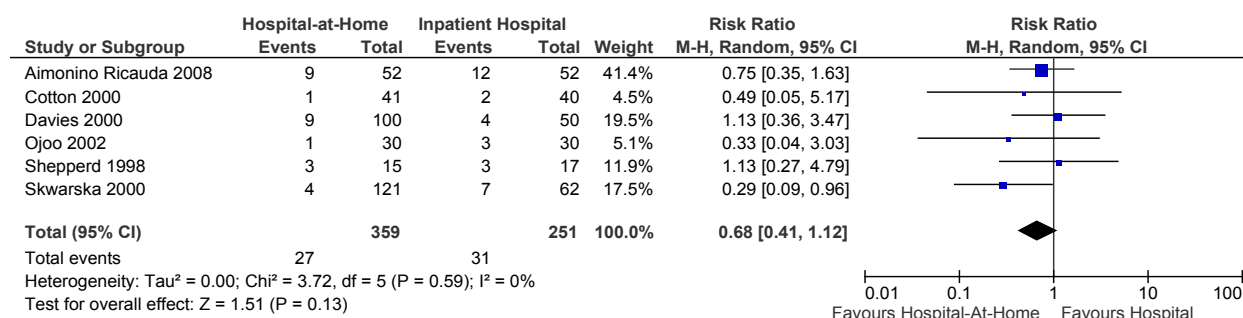 Hospital-at-Home Inpatient Hospital Risk Ratio Risk Ratio
Study or Subgroup Events Total Events Total Weight M-H, Random, 95% CI M-H, Random, 95% CI
Aimonino Ricauda 2008 9 52 12 52 41.4% 0.75 [0.35, 1.63]
Cotton 2000 1 41 2 40 4.5% 0.49 [0.05, 5.17]
Davies 2000 9 100 4 50 19.5% 1.13 [0.36, 3.47]
Ojoo 2002 1 30 3 30 5.1% 0.33 [0.04, 3.03]
Shepperd 1998 3 15 3 17 11.9% 1.13 [0.27, 4.79]
Skwarska 2000 4 121 7 62 17.5% 0.29 [0.09, 0.96]
Total (95% CI) 359 251 100.0% 0.68 [0.41, 1.12]
Total events 27 31
Heterogeneity: Tau² = 0.00; Chi² = 3.72, df = 5 (P = 0.59); I² = 0%
Test for overall effect: Z = 1.51 (P = 0.13)
0.01 0.1 1 10 100
Favours Hospital-At-Home Favours Hospital